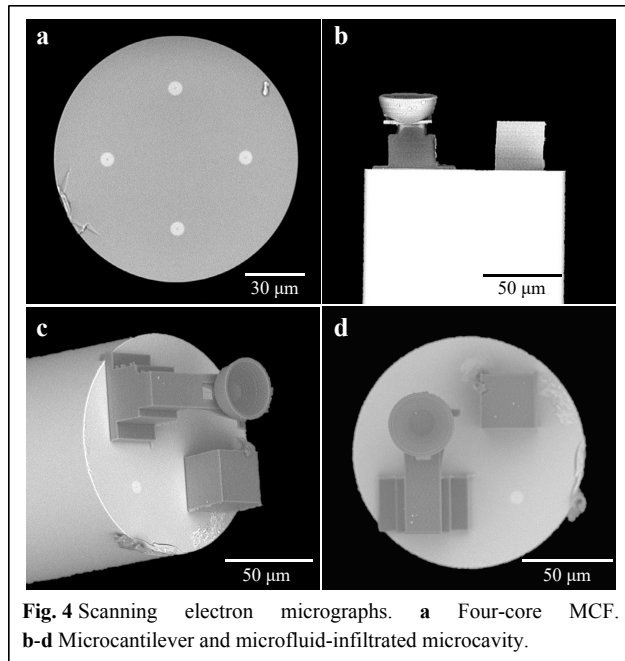 a
30 μm
b
50 μm
c
50 μm
d
50 μm
Fig. 4 Scanning electron micrographs. a Four-core MCF.
b-d Microcantilever and microfluid-infiltrated microcavity.